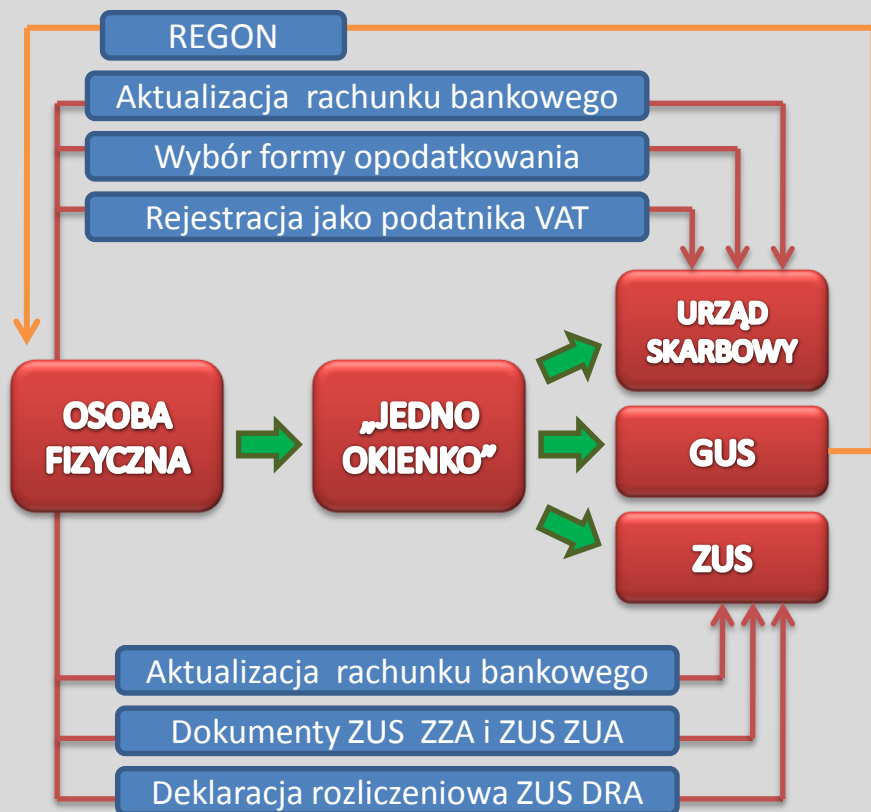 REGON
Aktualizacja rachunku bankowego
Wybór formy opodatkowania
Rejestracja jako podatnika VAT
URZĄD
SKARBOWY
OSOBA
FIZYCZNA
„JEDNO
OKIENKO”
GUS
ZUS
Aktualizacja rachunku bankowego
Dokumenty ZUS ZZA i ZUS ZUA
Deklaracja rozliczeniowa ZUS DRA